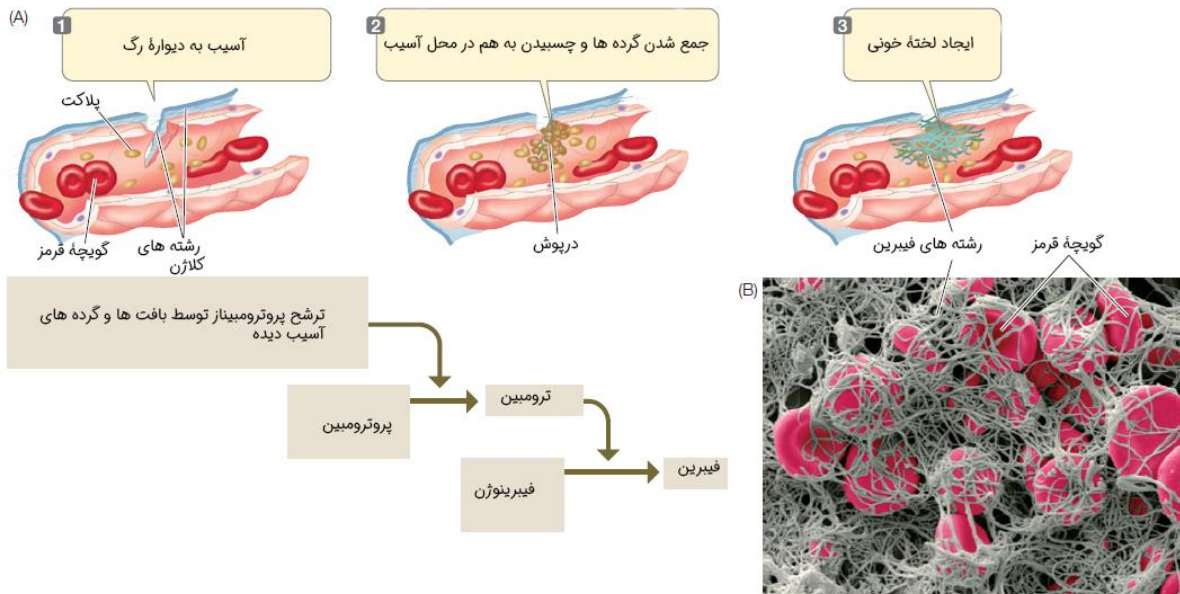 (A)
1
آسیب به دیوارهٔ رگ
2
جمع شدن گرده ها و چسبیدن به هم در محل آسیب
3
ایجاد لختهٔ خونی
پلاکت
گویچهٔ قرمز
رشته های
کلاژن
درپوش
رشته های فیبرین
گویچهٔ قرمز
ترشح پروترومبیناز توسط بافت ها و گرده های
آسیب دیده
پروترومبین
ترومبین
فیبرینوژن
فیبرین
(B)